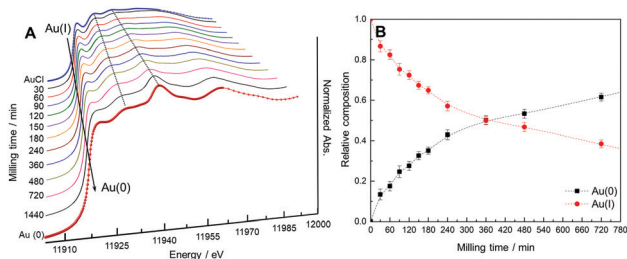 A
Au(I)
AuCl
30
60
90
120
150
180
240
360
480
720
1440
Au (0)
Au(0)
Milling time / min
11910
11925
11940
11955
11970
11985
12000
Energy / eV
Normalized Abs.
B
1.0
0.8
0.6
0.4
0.2
0.0
Relative composition
0 60 120 180 240 300 360 420 480 540 600 660 720 780
Milling time / min
Au(0)
Au(I)